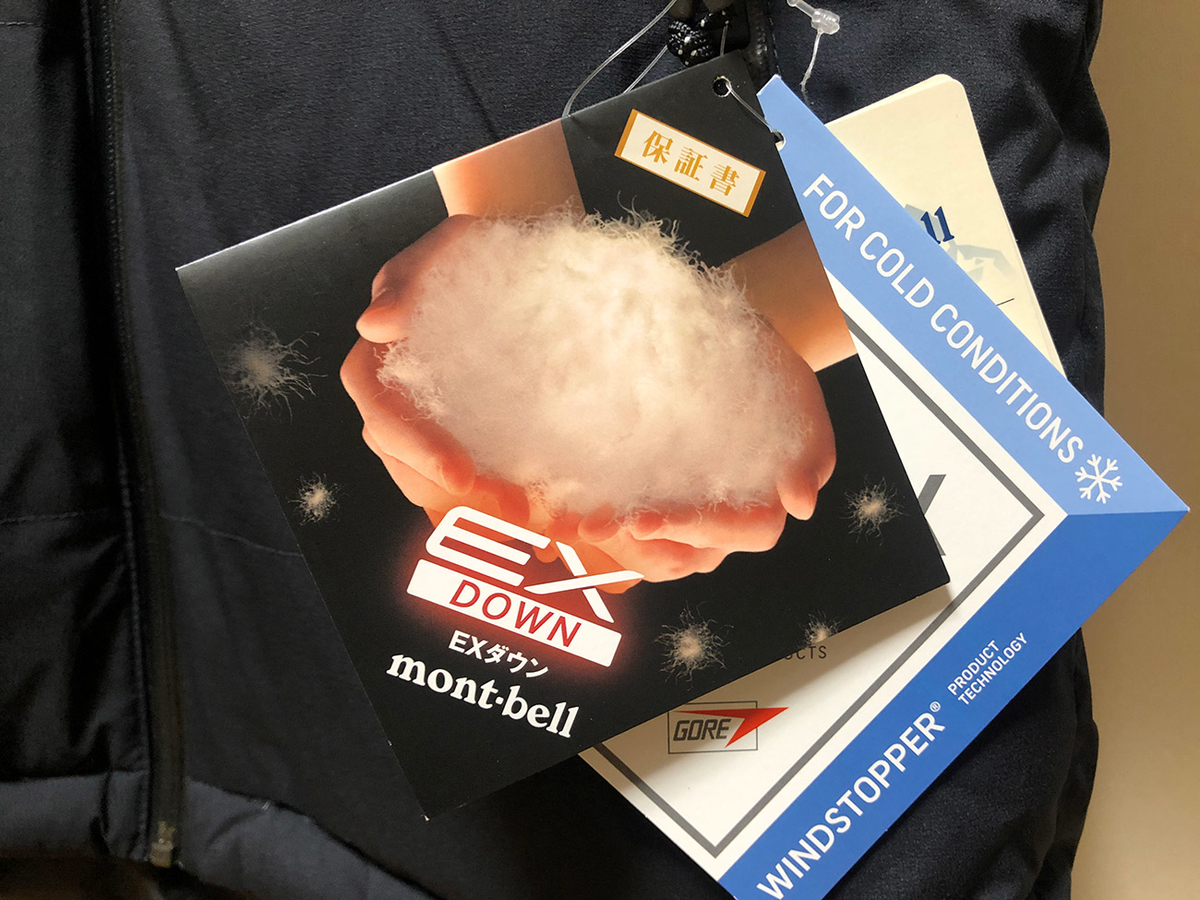 保証書
EX
DOWN
EXダウン
mont·bell
FOR COLD CONDITIONS
GORE
WINDSTOPPER®
PRODUCT
TECHNOLOGY